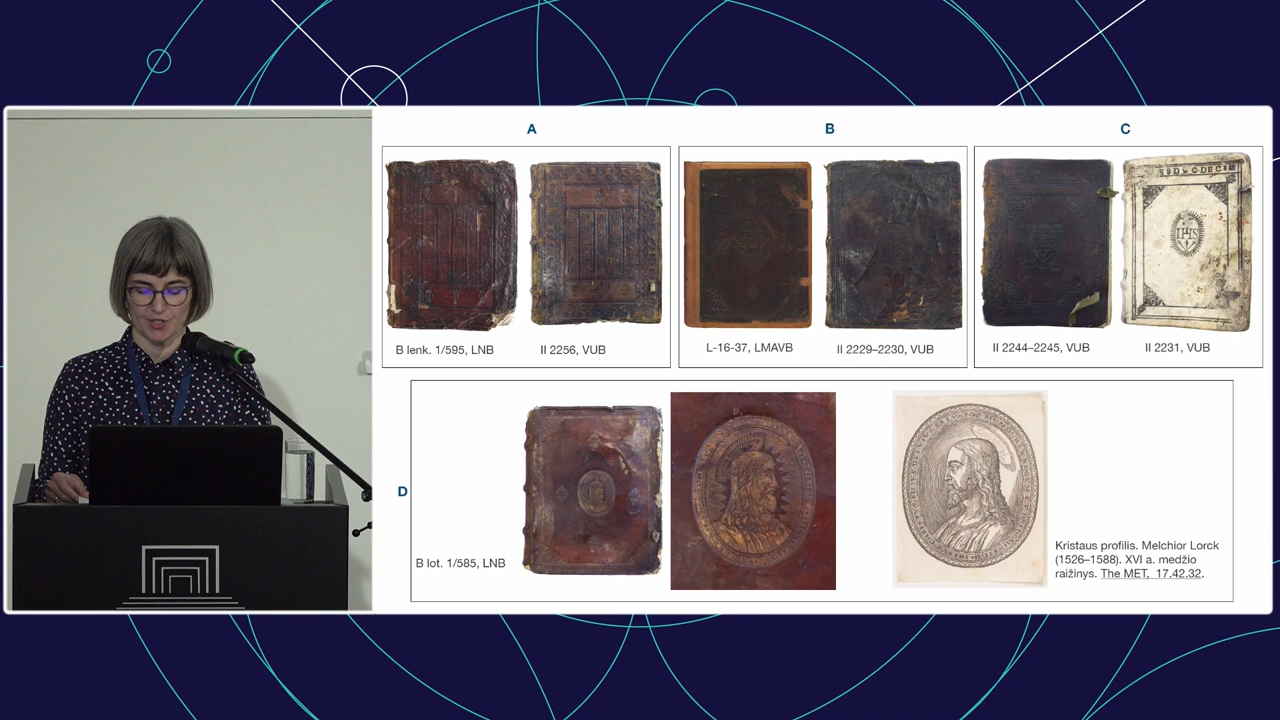 A
B
C
B lenk. 1/595, LNB
II 2256, VUB
L-16-37, LMAVB
II 2229–2230, VUB
II 2244–2245, VUB
II 2231, VUB
IHS
D
B lot. 1/585, LNB
Kristaus profilis. Melchior Lorck
(1526–1588). XVI a. medžio
raižinys. The MET, 17.42.32.